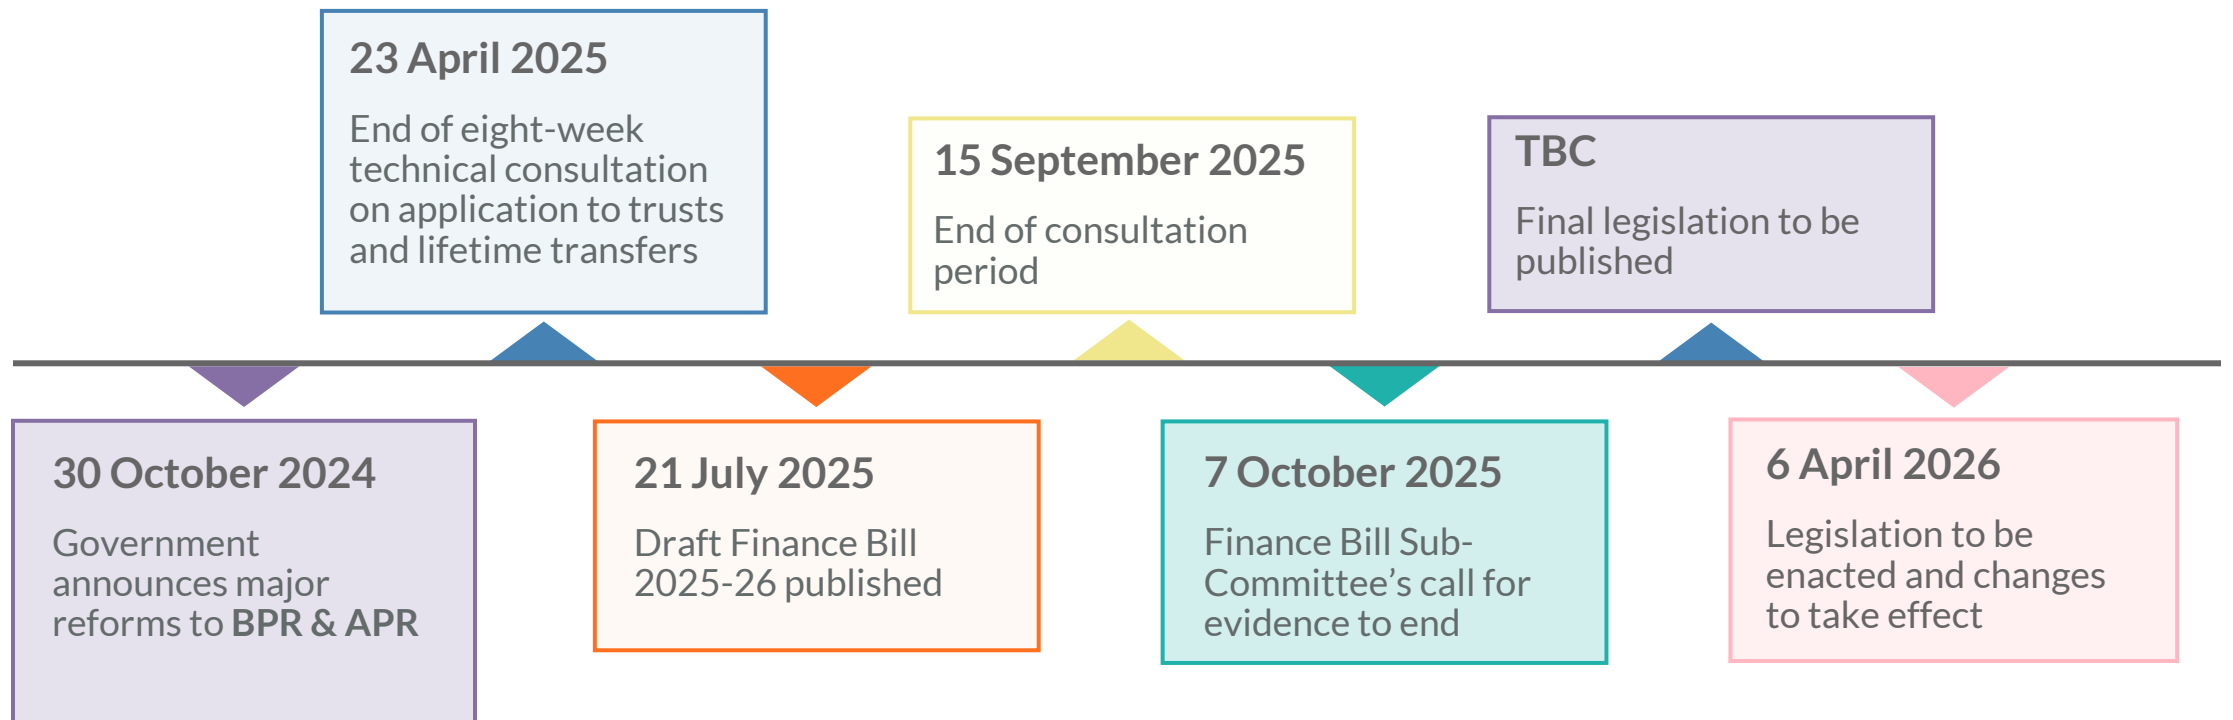 23 April 2025
End of eight-week
technical consultation
on application to trusts
and lifetime transfers
15 September 2025
End of consultation
period
TBC
Final legislation to be
published
30 October 2024
Government
announces major
reforms to BPR & APR
21 July 2025
Draft Finance Bill
2025-26 published
7 October 2025
Finance Bill Sub-
Committee’s call for
evidence to end
6 April 2026
Legislation to be
enacted and changes
to take effect